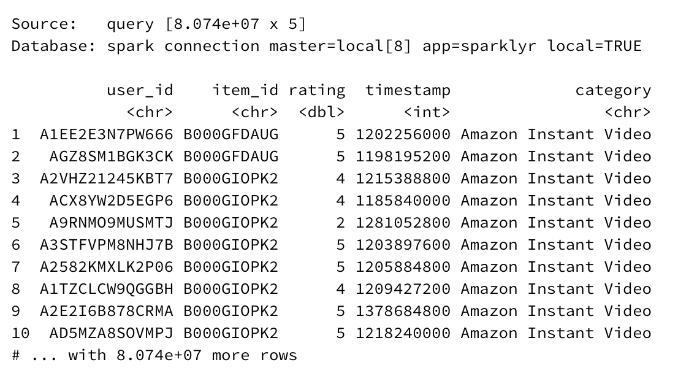 Source:   query [8.074e+07 x 5]
Database: spark connection master=local[8] app=sparklyr local=TRUE
user_id item_id rating timestamp category
<chr> <chr> <dbl> <int> <chr>
1 A1EE2E3N7PW666 B000GFDAUG 5 1202256000 Amazon Instant Video
2 AGZ8SM1BGK3CK B000GFDAUG 5 1198195200 Amazon Instant Video
3 A2VHZ21245KBT7 B000GIOPK2 4 1215388800 Amazon Instant Video
4 ACX8YW2D5EGP6 B000GIOPK2 4 1185840000 Amazon Instant Video
5 A9RNMO9MUSMTJ B000GIOPK2 2 1281052800 Amazon Instant Video
6 A3STFVPM8NHJ7B B000GIOPK2 5 1203897600 Amazon Instant Video
7 A2582KMXLK2P06 B000GIOPK2 5 1205884800 Amazon Instant Video
8 A1TZCLCW9QGGBH B000GIOPK2 4 1209427200 Amazon Instant Video
9 A2E2I6B878CRMA B000GIOPK2 5 1378684800 Amazon Instant Video
10 AD5MZA8SOVMPJ B000GIOPK2 5 1218240000 Amazon Instant Video
# ... with 8.074e+07 more rows